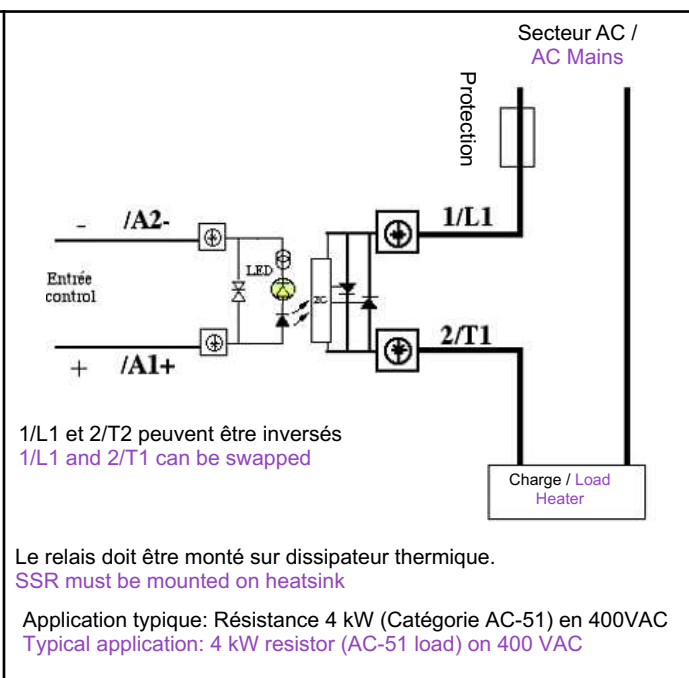 Secteur AC /
AC Mains
Protection
- /A2-
1/L1
LED
Entrée
control
ZC
+ /A1+
2/T1
1/L1 et 2/T2 peuvent être inversés
1/L1 and 2/T1 can be swapped
Charge / Load
Heater
Le relais doit être monté sur dissipateur thermique.
SSR must be mounted on heatsink
Application typique: Résistance 4 kW (Catégorie AC-51) en 400VAC
Typical application: 4 kW resistor (AC-51 load) on 400 VAC